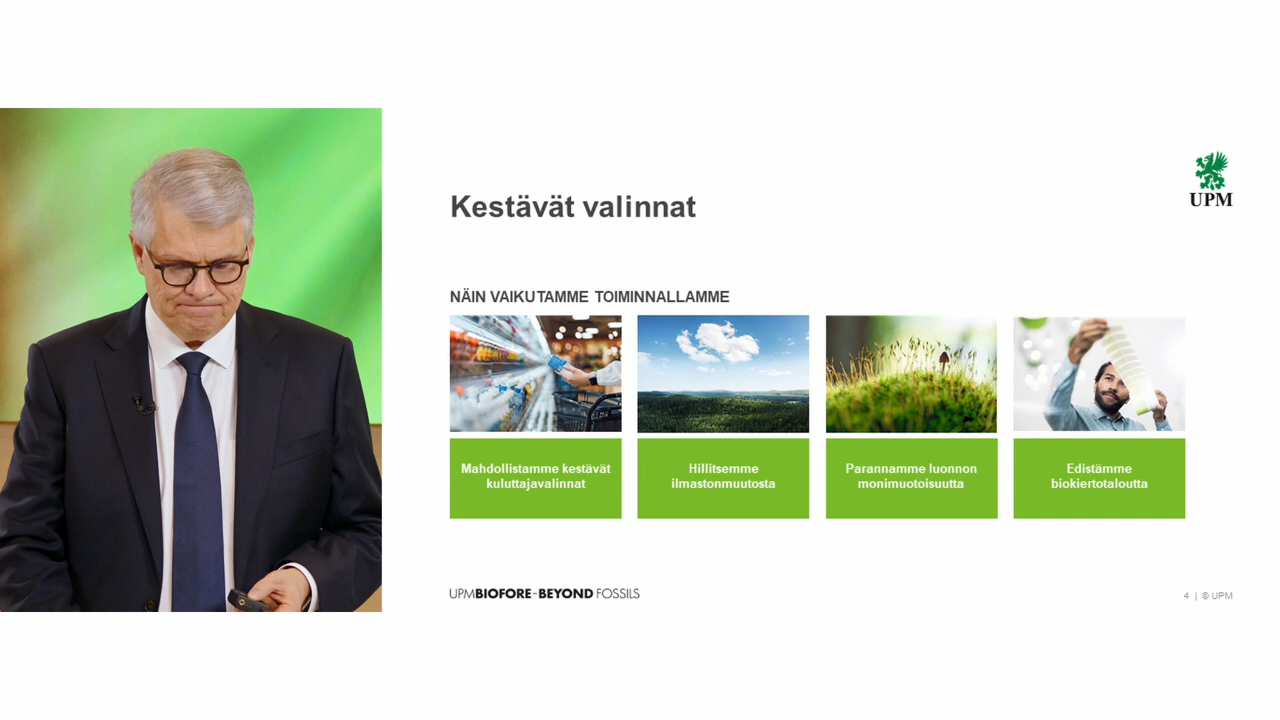 UPM
Kestävät valinnat
NÄIN VAIKUTAMME TOIMINNALLAMME
Mahdollistamme kestävät
kuluttajavalinnat
Hillitsemme
ilmastonmuutosta
Parannamme luonnon
monimuotoisuutta
Edistämme
biokiertotaloutta
UPMBIOFORE–BEYOND FOSSILS
4 | © UPM